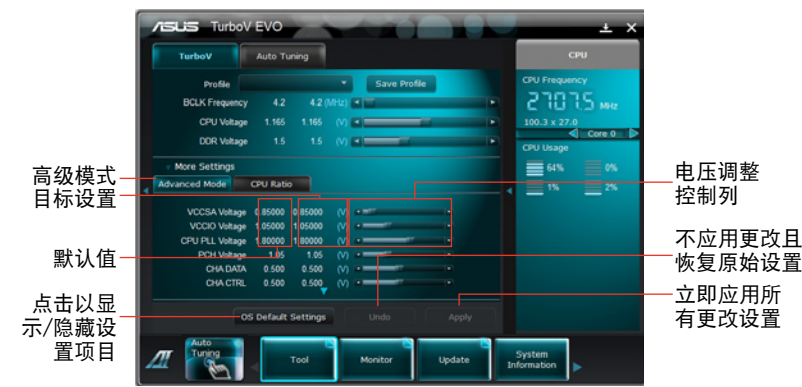 ASUS TurboV EVO
TurboV
Auto Tuning
CPU
Profile
Save Profile
BCLK Frequency 4.2 4.2 (MHz)
CPU Voltage 1.165 1.165 (V)
DDR Voltage 1.5 1.5 (V)
CPU Frequency
2707.5 MHz
100.3 x 27.0
Core 0
CPU Usage
64% 0%
1% 2%
More Settings
Advanced Mode
CPU Ratio
VCCSA Voltage 0.85000 0.85000 (V)
VCCIO Voltage 1.05000 1.05000 (V)
CPU PLL Voltage 1.80000 1.80000 (V)
PCH Voltage 1.05 1.05 (V)
CHA DATA 0.500 0.500 (V)
CHA CTRL 0.500 0.500 (V)
OS Default Settings
Undo
Apply
Auto
Tuning
Tool
Monitor
Update
System
Information
高级模式
目标设置
默认值
点击以显
示/隐藏设
置项目
电压调整
控制列
不应用更改且
恢复原始设置
立即应用所
有更改设置